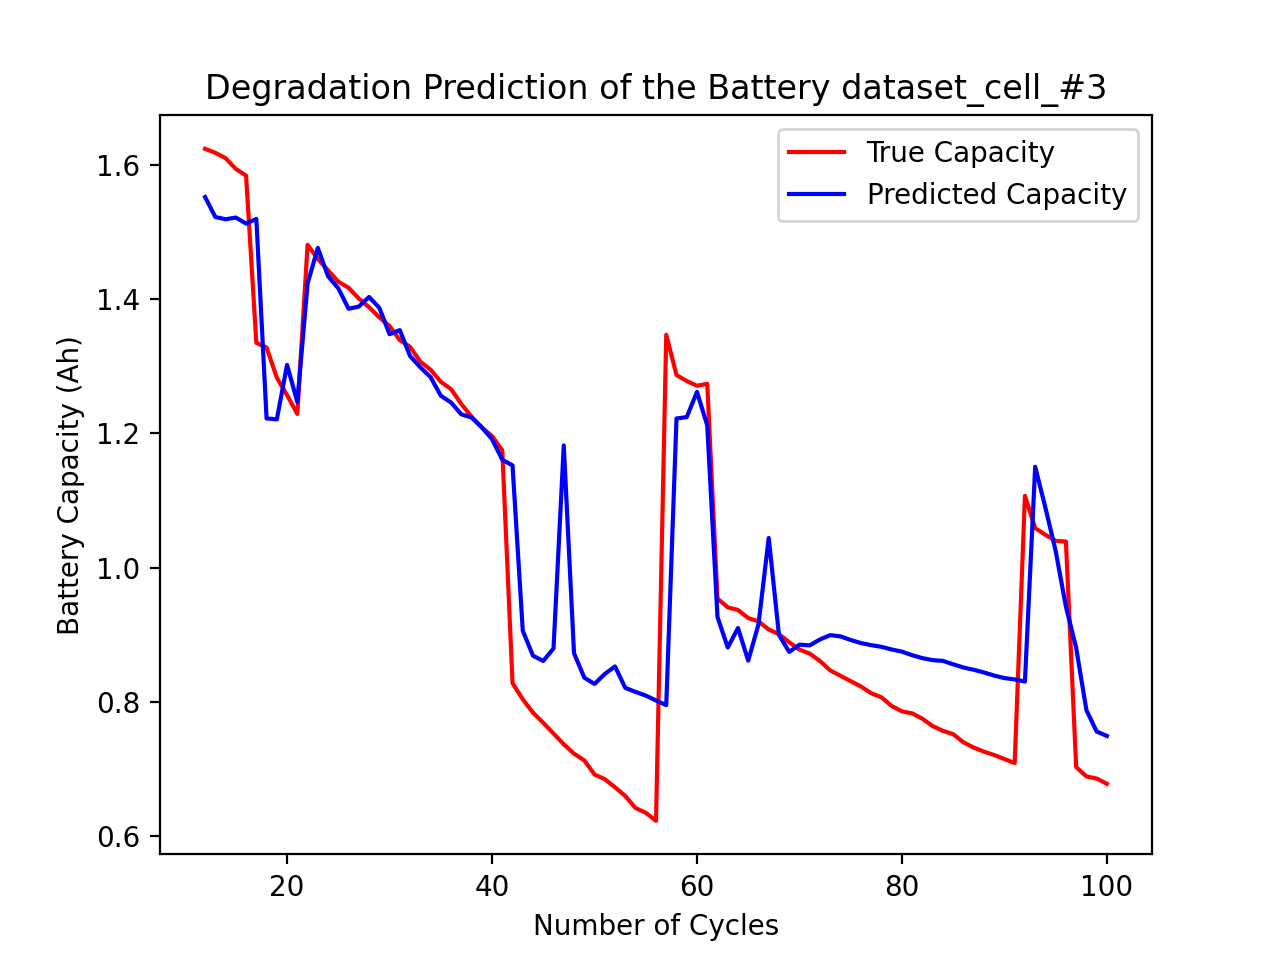 Degradation Prediction of the Battery dataset_cell_#3
True Capacity
Predicted Capacity
Battery Capacity (Ah)
1.6
1.4
1.2
1.0
0.8
0.6
20 40 60 80 100
Number of Cycles